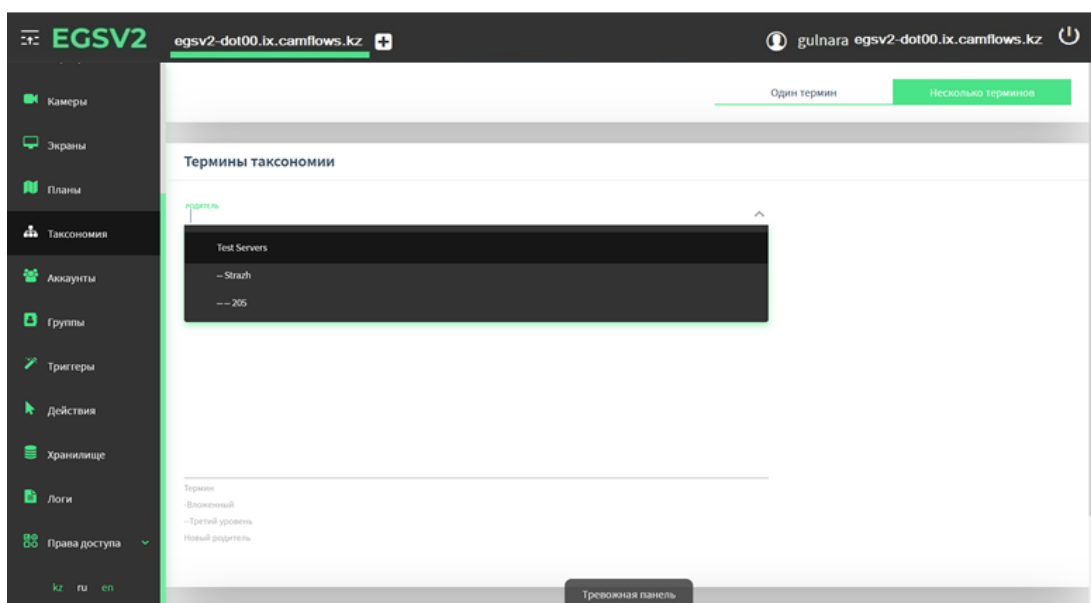 EGSV2
egsv2-dot00.ix.camflows.kz
gulnara egsv2-dot00.ix.camflows.kz
Камеры
Экраны
Планы
Таксономия
Аккаунты
Группы
Триггеры
Действия
Хранилище
Логи
Права доступа
kz ru en
Один термин
Несколько терминов
Термины таксономии
РОДИТЕЛЬ
Test Servers
-- Strazh
-- -- 205
Термин
-Вложенный
--Третий уровень
Новый родитель
Тревожная панель